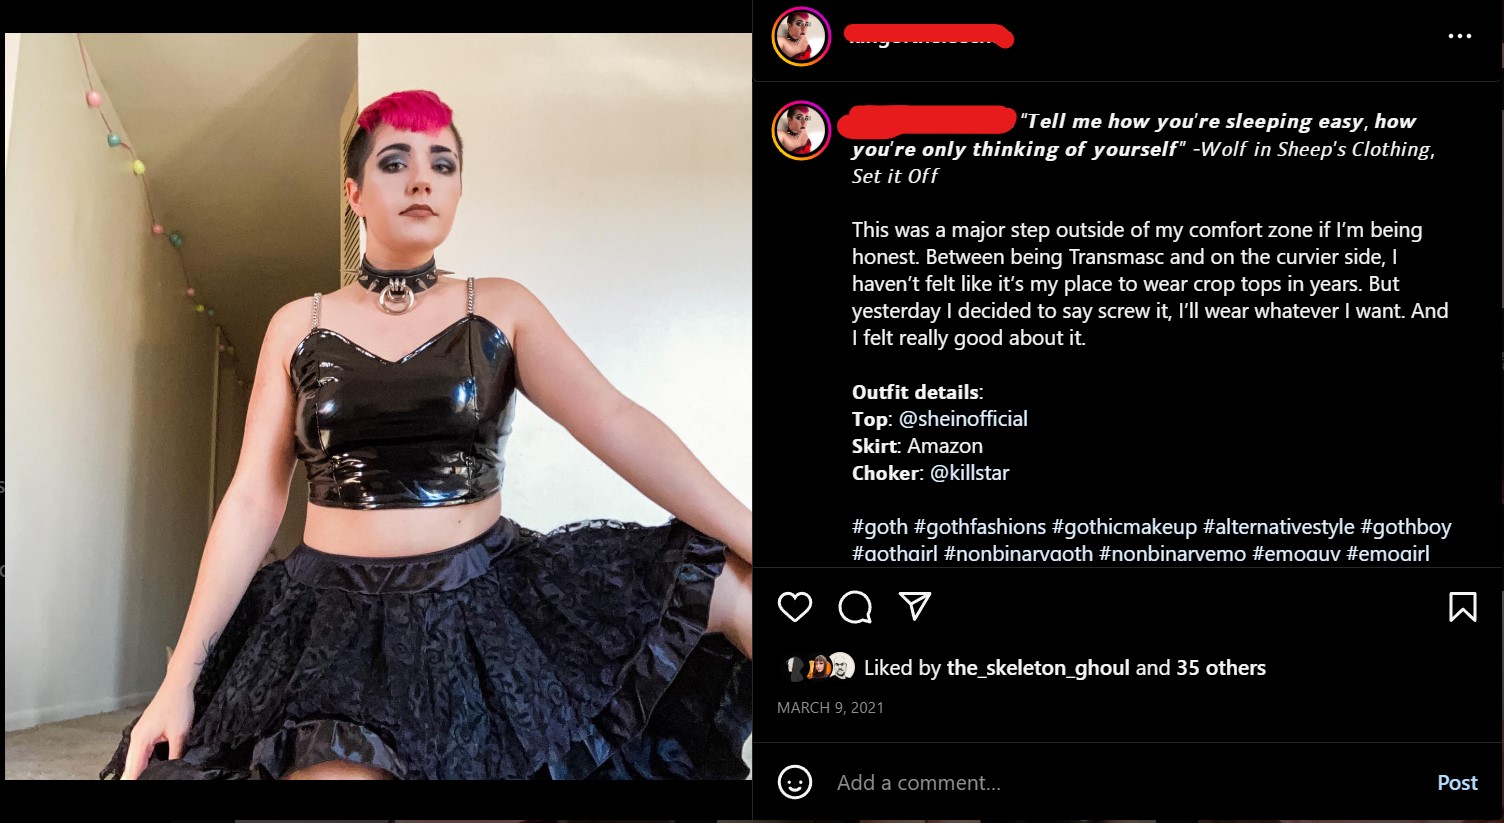 "Tell me how you're sleeping easy, how
you're only thinking of yourself" -Wolf in Sheep's Clothing,
Set it Off
This was a major step outside of my comfort zone if I'm being
honest. Between being Transmasc and on the curvier side, I
haven't felt like it's my place to wear crop tops in years. But
yesterday I decided to say screw it, I'll wear whatever I want. And
I felt really good about it.
Outfit details:
Top: @sheinofficial
Skirt: Amazon
Choker: @killstar
#goth #gothfashions #gothicmakeup #alternativestyle #gothboy
#gothgirl #nonbinarygoth #nonbinaryemo #emoguy #emogirl
Liked by the_skeleton_ghoul and 35 others
MARCH 9, 2021
Add a comment...
Post